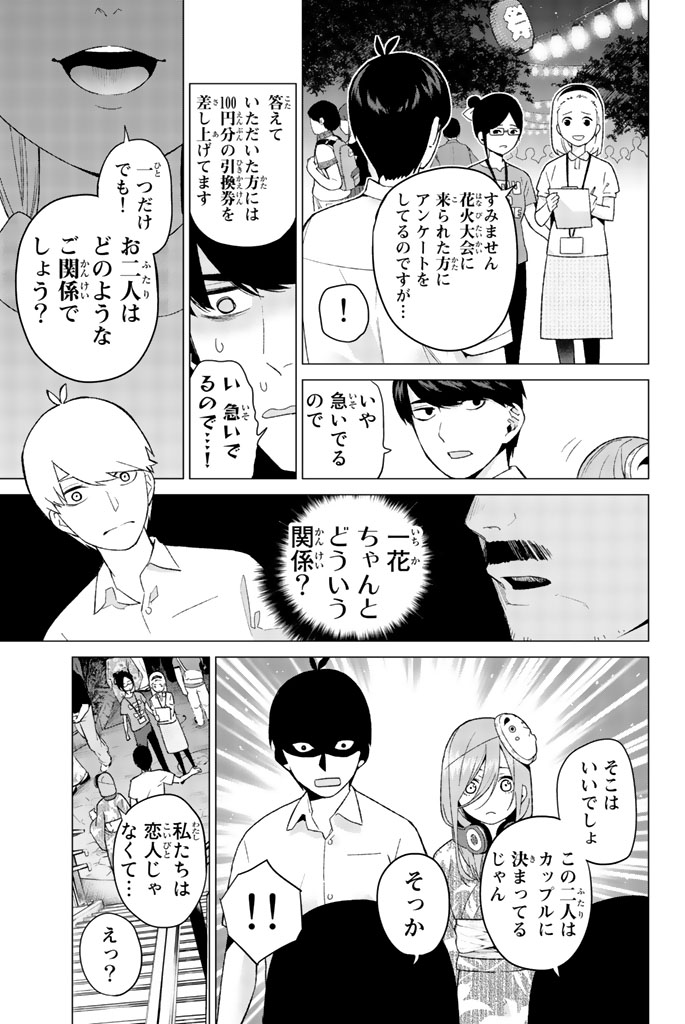 祭
すみません
花火大会に
来られた方に
アンケートを
してるのですが…
！
答えて
いただいた方には
100円分の引換券を
差し上げてます
いや
急いでる
ので
い 急いで
るので…！
一つだけ
でも！
お二人は
どのような
ご関係で
しょう？
一花
ちゃんと
どういう
関係？
そこは
いいでしょ
この二人は
カップルに
決まってる
じゃん
そっか
！！
私たちは
恋人じゃ
なくて…
えっ？